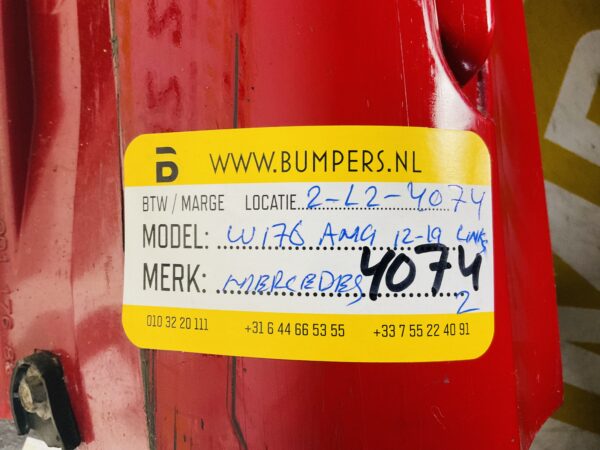 WWW.BUMPERS.NL
BTW / MARGE LOCATIE 2-L2-4074
MODEL: W176 AMG 12-19 LINKS
MERK: MERCEDES 4074
2
010 32 20 111 +31 6 44 66 53 55 +33 7 55 22 40 91